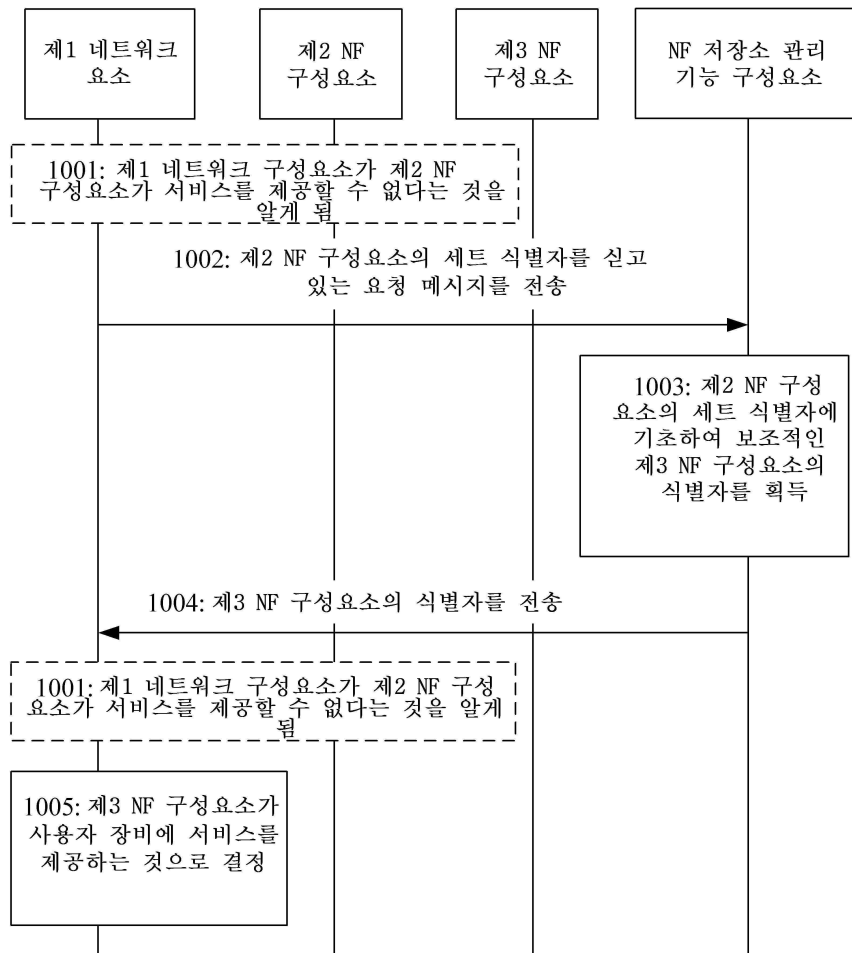 제1 네트워크
요소
제2 NF
구성요소
제3 NF
구성요소
NF 저장소 관리
기능 구성요소
1001: 제1 네트워크 구성요소가 제2 NF
구성요소가 서비스를 제공할 수 없다는 것을
알게 됨
1002: 제2 NF 구성요소의 세트 식별자를 싣고
있는 요청 메시지를 전송
1003: 제2 NF 구성
요소의 세트 식별자에
기초하여 보조적인
제3 NF 구성요소의
식별자를 획득
1004: 제3 NF 구성요소의 식별자를 전송
1001: 제1 네트워크 구성요소가 제2 NF 구성
요소가 서비스를 제공할 수 없다는 것을 알게
됨
1005: 제3 NF 구성요소가
사용자 장비에 서비스를
제공하는 것으로 결정